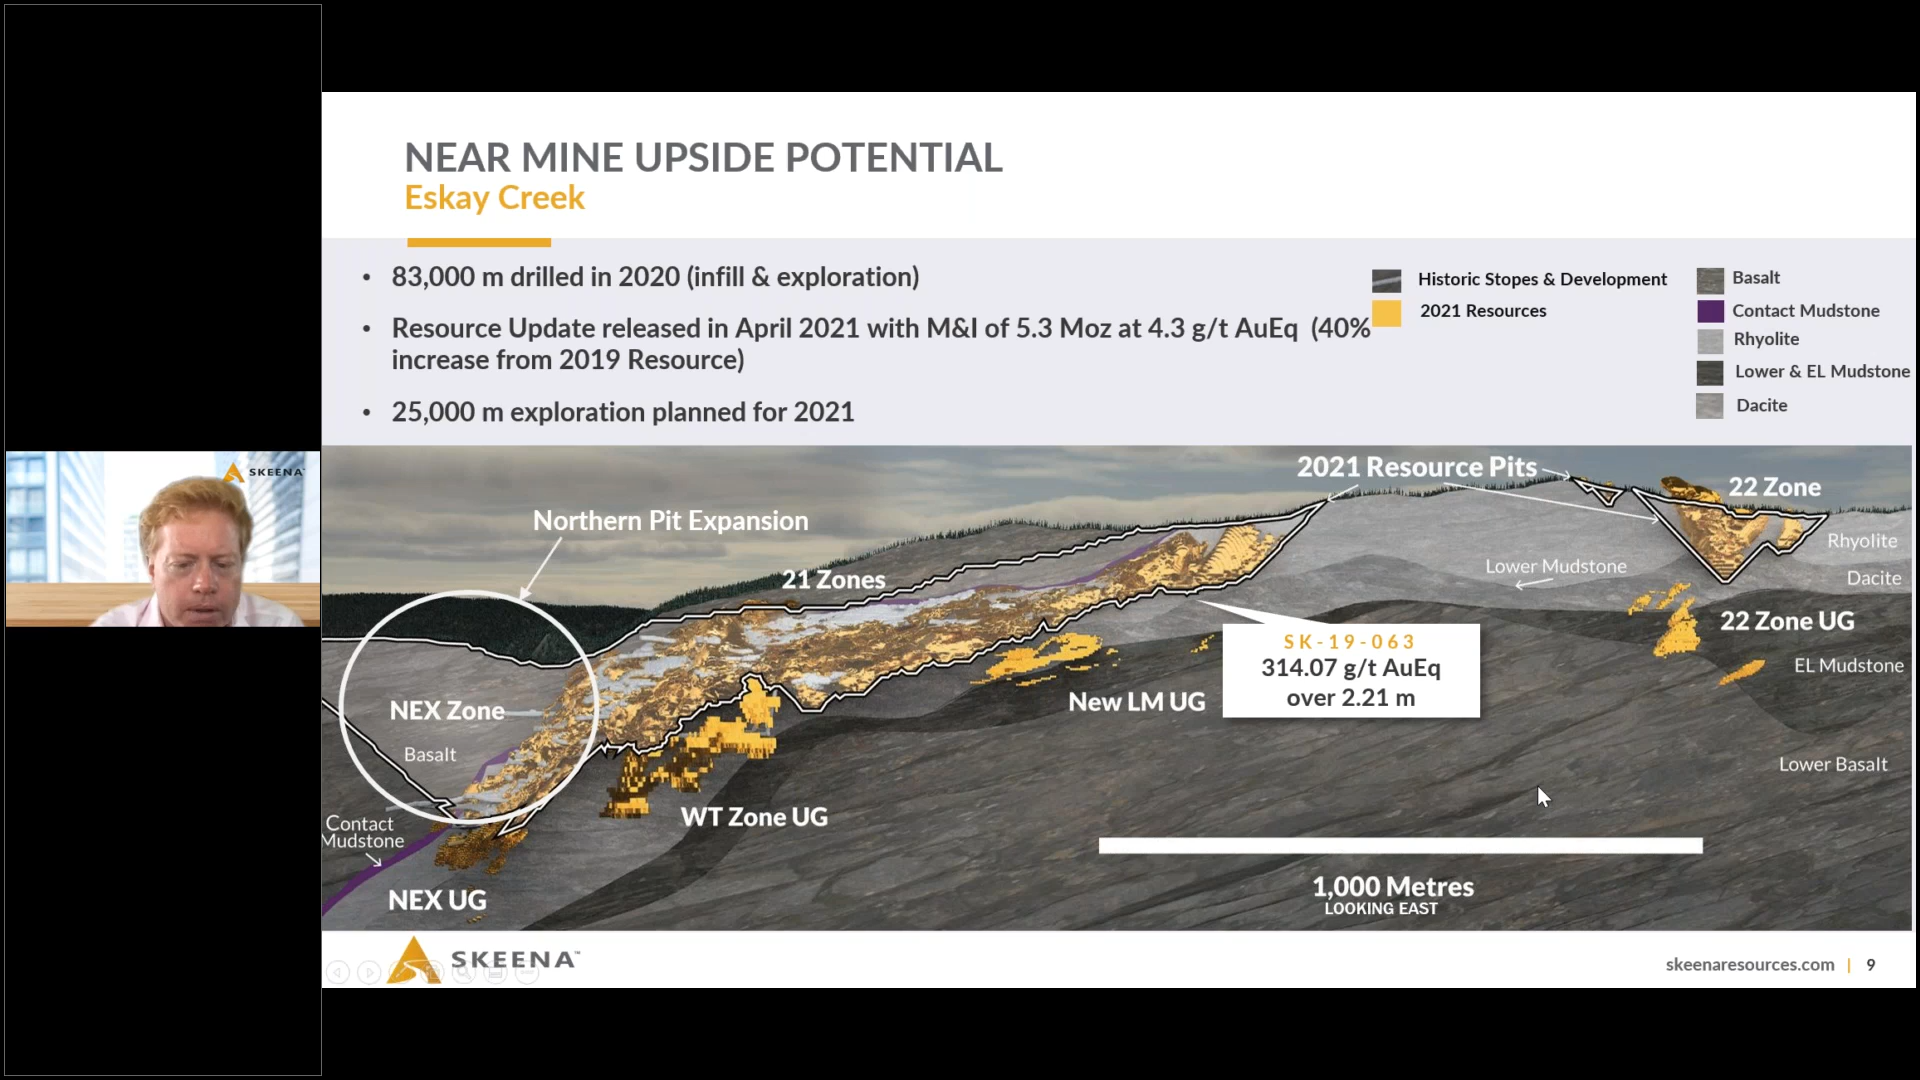 SKEENA
NEAR MINE UPSIDE POTENTIAL
Eskay Creek
• 83,000 m drilled in 2020 (infill & exploration)
• Resource Update released in April 2021 with M&I of 5.3 Moz at 4.3 g/t AuEq (40%
increase from 2019 Resource)
• 25,000 m exploration planned for 2021
Historic Stopes & Development
2021 Resources
Basalt
Contact Mudstone
Rhyolite
Lower & EL Mudstone
Dacite
2021 Resource Pits
22 Zone
Northern Pit Expansion
Rhyolite
Lower Mudstone
21 Zones
Dacite
22 Zone UG
SK-19-063
314.07 g/t AuEq
over 2.21 m
EL Mudstone
New LM UG
NEX Zone
Basalt
Lower Basalt
WT Zone UG
Contact
Mudstone
NEX UG
1,000 Metres
LOOKING EAST
SKEENA™
skeenaresources.com | 9